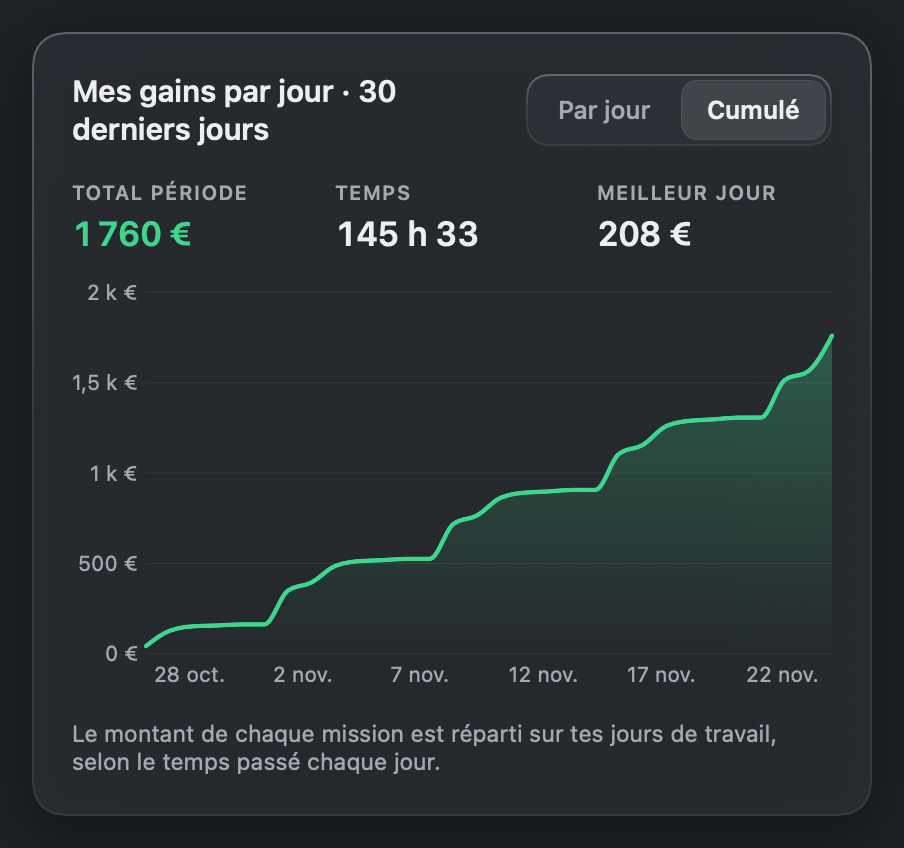 Mes gains par jour · 30
derniers jours
Par jour
Cumulé
TOTAL PÉRIODE
1 760 €
TEMPS
145 h 33
MEILLEUR JOUR
208 €
2 k €
1,5 k €
1 k €
500 €
0 €
28 oct.
2 nov.
7 nov.
12 nov.
17 nov.
22 nov.
Le montant de chaque mission est réparti sur tes jours de travail,
selon le temps passé chaque jour.